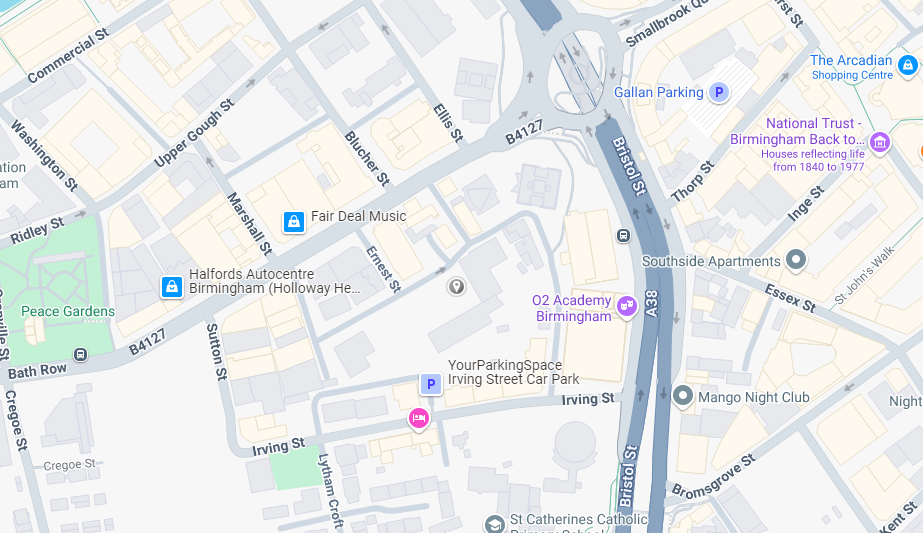 Commercial St
Smallbrook Qu
The Arcadian
Shopping Centre
Gallan Parking
P
National Trust -
Birmingham Back to...
Houses reflecting life
from 1840 to 1977
Washington St
Upper Gough St
Blucher St
Ellis St
B4127
Bristol St
Thorp St
Inge St
Ridley St
Marshall St
Fair Deal Music
Ernest St
Southside Apartments
St John's Walk
Halfords Autocentre
Birmingham (Holloway He...
Peace Gardens
O2 Academy
Birmingham
A38
Essex St
Bath Row
B4127
Sutton St
YourParkingSpace
Irving Street Car Park
P
Irving St
Mango Night Club
Night
Cregoe St
Cregoe St
Irving St
Lytham Croft
Bristol St
Bromsgrove St
Kent St
St Catherines Catholic
Primary School